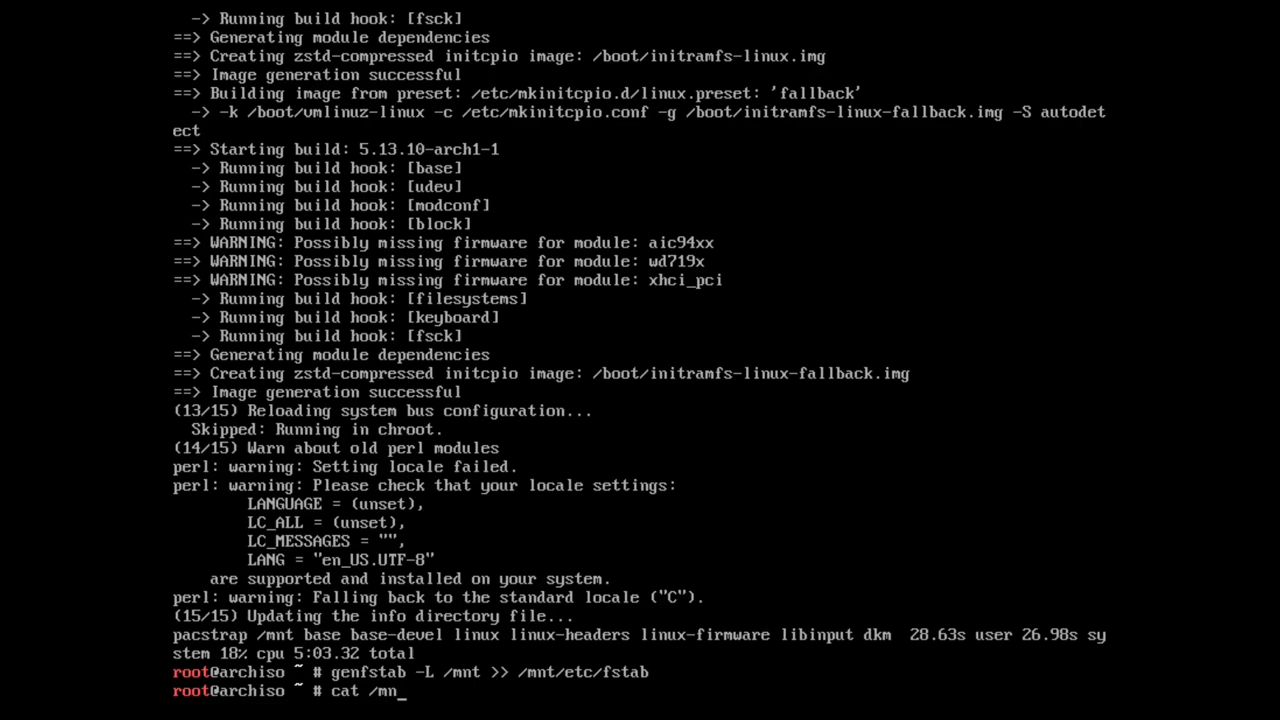 -> Running build hook: [fsck]
==> Generating module dependencies
==> Creating zstd-compressed initcpio image: /boot/initramfs-linux.img
==> Image generation successful
==> Building image from preset: /etc/mkinitcpio.d/linux.preset: 'fallback'
-> -k /boot/vmlinuz-linux -c /etc/mkinitcpio.conf -g /boot/initramfs-linux-fallback.img -S autodet
ect
==> Starting build: 5.13.10-arch1-1
-> Running build hook: [base]
-> Running build hook: [udev]
-> Running build hook: [modconf]
-> Running build hook: [block]
==> WARNING: Possibly missing firmware for module: aic94xx
==> WARNING: Possibly missing firmware for module: wd719x
==> WARNING: Possibly missing firmware for module: xhci_pci
-> Running build hook: [filesystems]
-> Running build hook: [keyboard]
-> Running build hook: [fsck]
==> Generating module dependencies
==> Creating zstd-compressed initcpio image: /boot/initramfs-linux-fallback.img
==> Image generation successful
(13/15) Reloading system bus configuration...
Skipped: Running in chroot.
(14/15) Warn about old perl modules
perl: warning: Setting locale failed.
perl: warning: Please check that your locale settings:
LANGUAGE = (unset),
LC_ALL = (unset),
LC_MESSAGES = "",
LANG = "en_US.UTF-8"
are supported and installed on your system.
perl: warning: Falling back to the standard locale ("C").
(15/15) Updating the info directory file...
pacstrap /mnt base base-devel linux linux-headers linux-firmware libinput dkm  28.63s user 26.98s sy
stem 18% cpu 5:03.32 total
root@archiso ~ # genfstab -L /mnt >> /mnt/etc/fstab
root@archiso ~ # cat /mn_